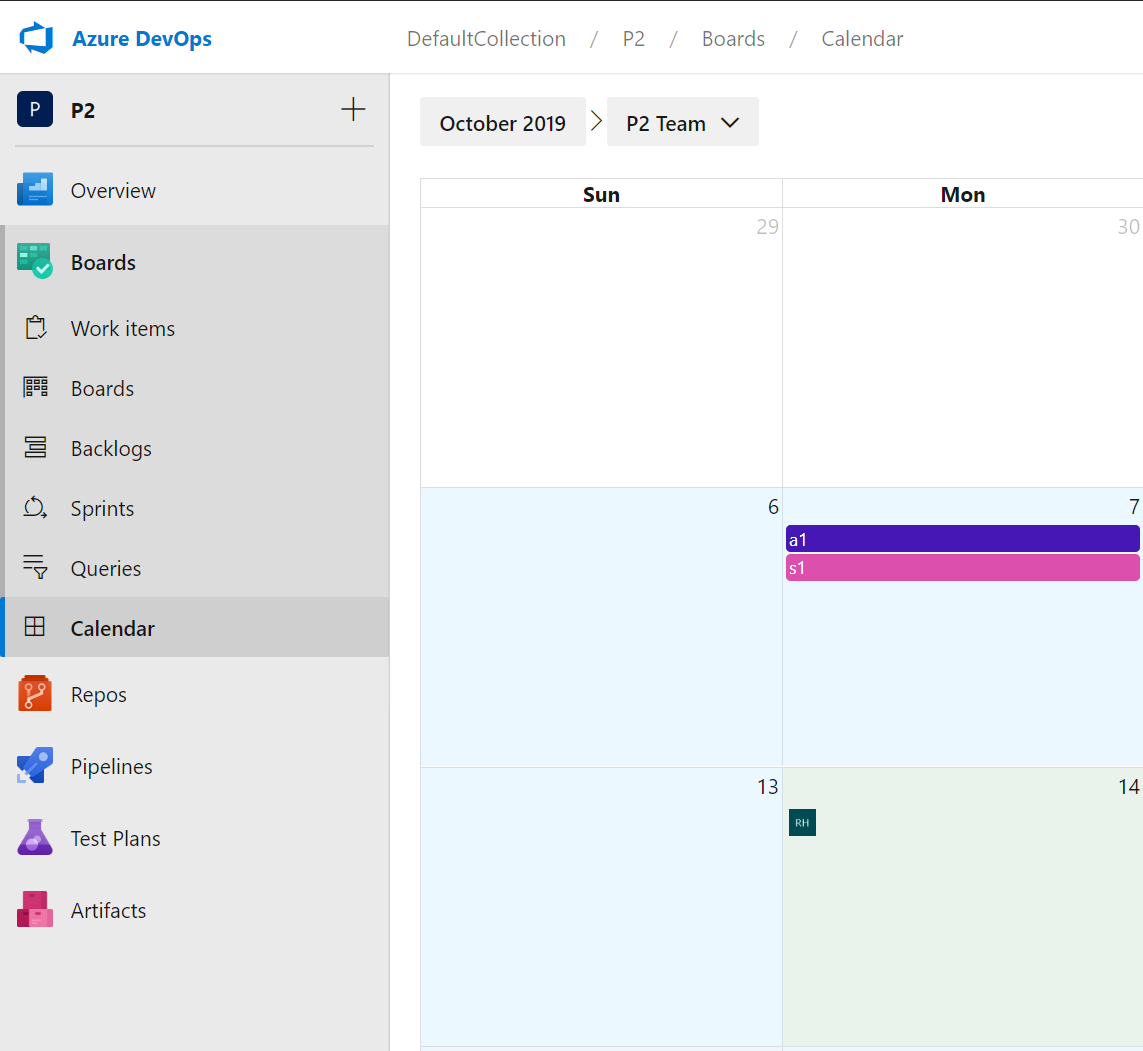 Azure DevOps
DefaultCollection / P2 / Boards / Calendar
P P2
Overview
Boards
Work items
Boards
Backlogs
Sprints
Queries
Calendar
Repos
Pipelines
Test Plans
Artifacts
October 2019 P2 Team
Sun Mon
29 30
6 7
a1
s1
13 14
RH